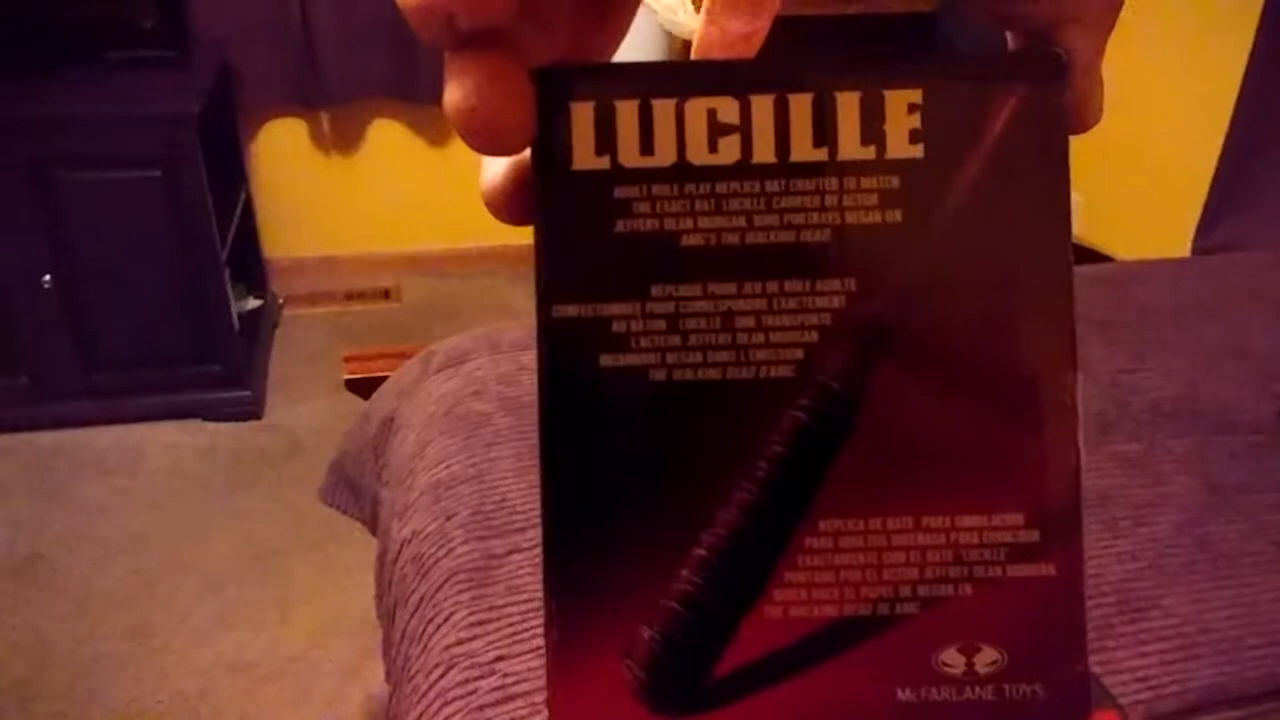 LUCILLE
ADULT ROLE PLAY REPLICA BAT CRAFTED TO MATCH
THE EXACT BAT "LUCILLE" CARRIED BY ACTOR
JEFFERY DEAN MORGAN, WHO PORTRAYS NEGAN ON
AMC'S THE WALKING DEAD
RÉPLIQUE POUR JEU DE RÔLE ADULTE
CONFECTIONNÉE POUR CORRESPONDRE EXACTEMENT
AU BÂTON "LUCILLE" QUE TRANSPORTE
L'ACTEUR JEFFERY DEAN MORGAN
INCARNANT NEGAN DANS L'ÉMISSION
THE WALKING DEAD D'AMC
RÉPLICA DE BATE PARA SIMULACIÓN
PARA ADULTOS DISEÑADA PARA COINCIDIR
EXACTAMENTE CON EL BATE "LUCILLE"
PORTADO POR EL ACTOR JEFFERY DEAN MORGAN
QUIEN HACE EL PAPEL DE NEGAN EN
THE WALKING DEAD DE AMC
McFARLANE TOYS